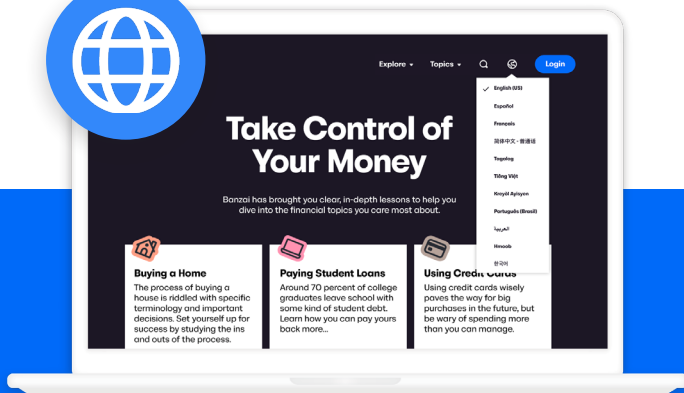 Explore
Topics
Login
English (US)
Español
Français
简体中文 - 普通话
Tagalog
Tiếng Việt
Kreyòl Ayisyen
Português (Brasil)
العربية
Hmoob
한국어
Take Control of
Your Money
Banzai has brought you clear, in-depth lessons to help you
dive into the financial topics you care most about.
Buying a Home
The process of buying a
house is riddled with specific
terminology and important
decisions. Set yourself up for
success by studying the ins
and outs of the process.
Paying Student Loans
Around 70 percent of college
graduates leave school with
some kind of student debt.
Learn how you can pay yours
back more...
Using Credit Cards
Using credit cards wisely
paves the way for big
purchases in the future, but
be wary of spending more
than you can manage.